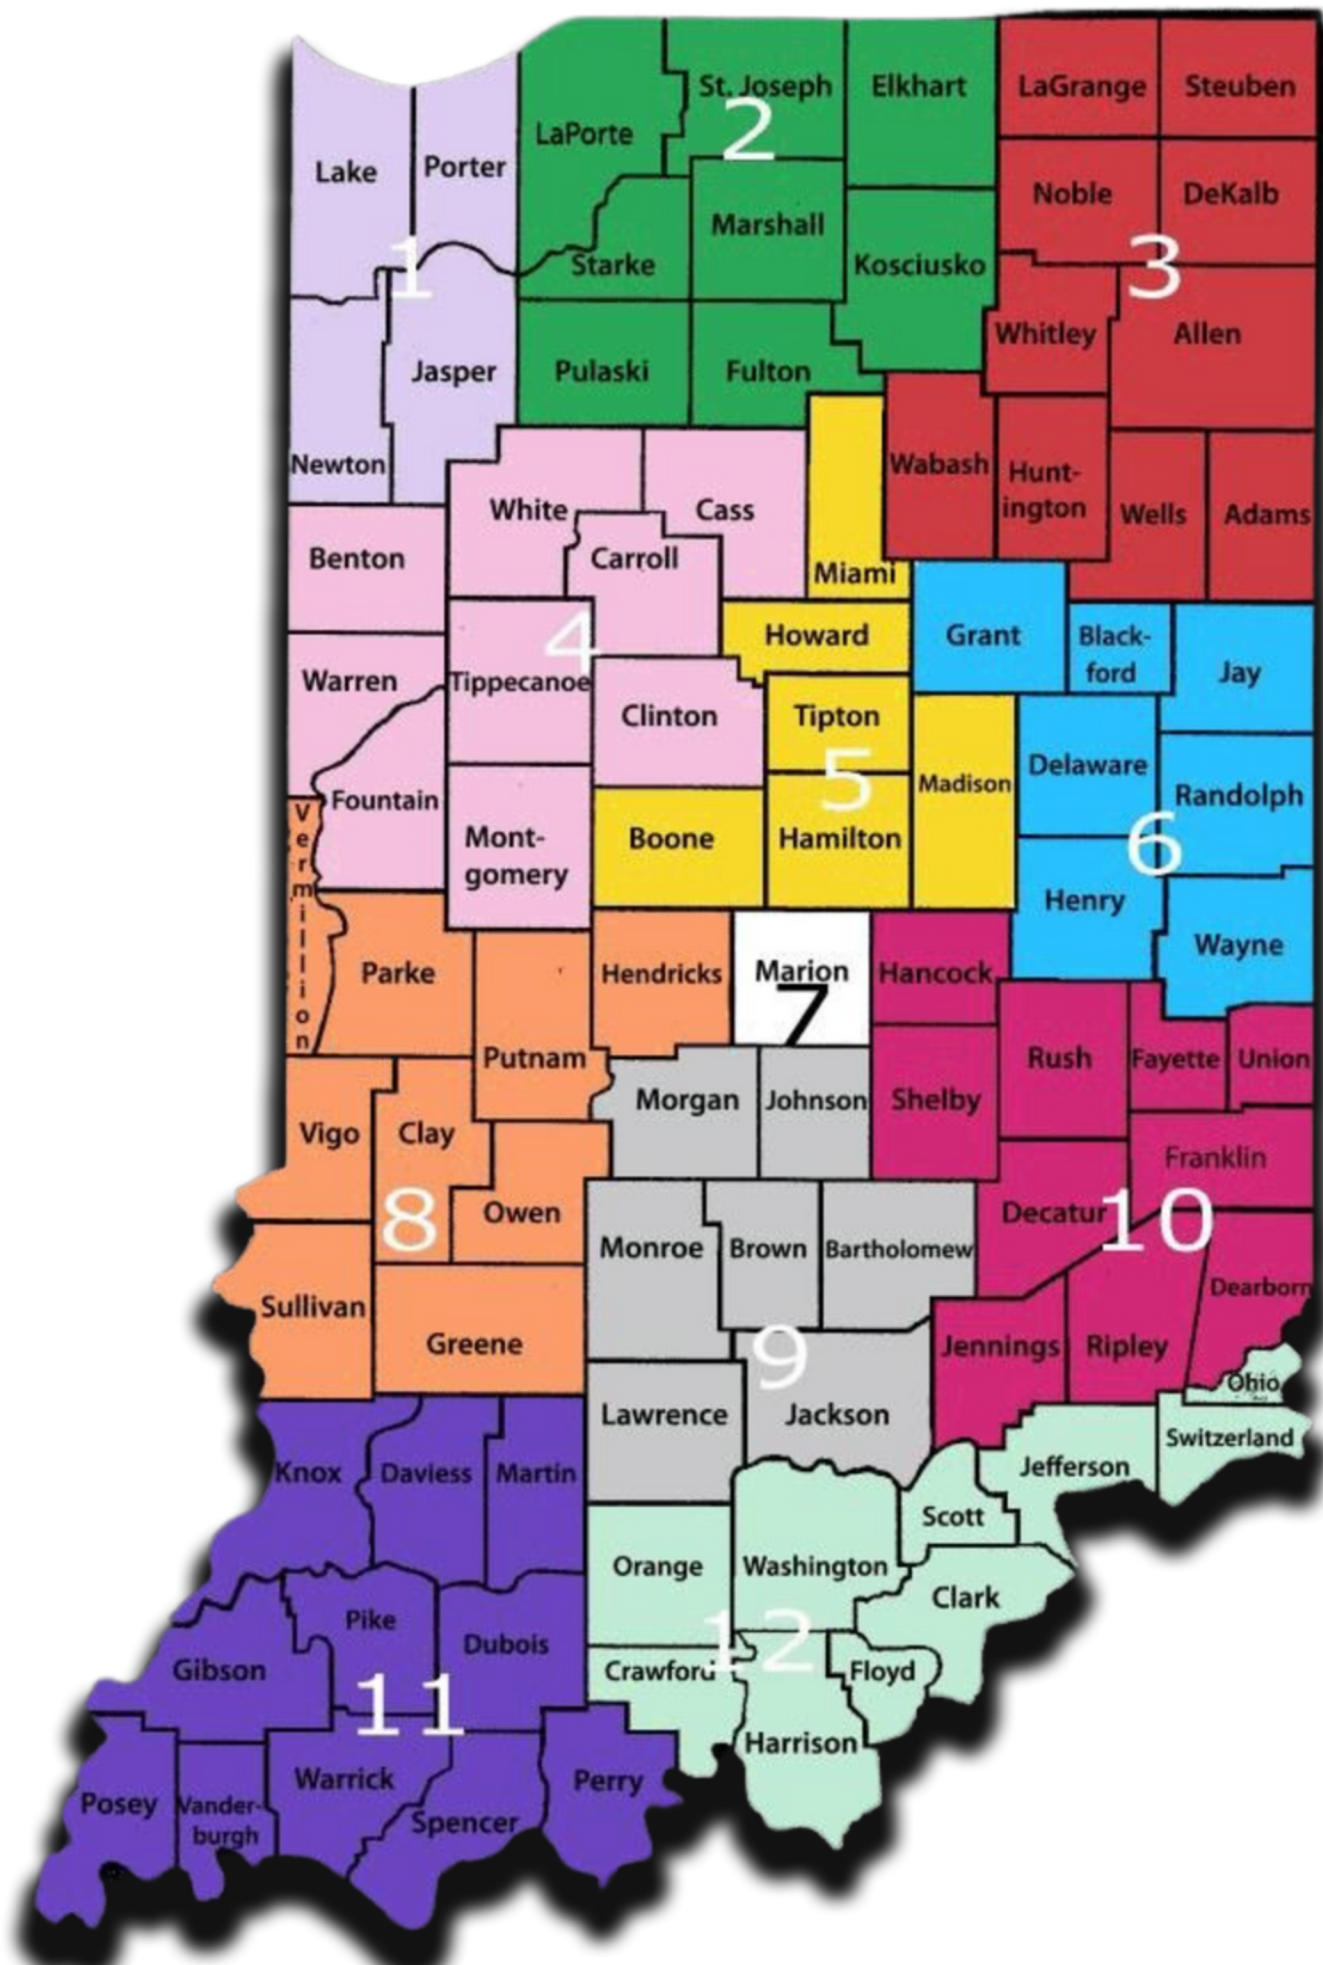 St. Joseph
Elkhart
LaGrange
Steuben
2
LaPorte
Lake
Porter
Noble
DeKalb
Marshall
1
Starke
Kosciusko
3
Whitley
Allen
Jasper
Pulaski
Fulton
Newton
Wabash
Hunt-
ington
White
Cass
Wells
Adams
Benton
Carroll
Miami
4
Howard
Grant
Black-
ford
Jay
Warren
Tippecanoe
Clinton
Tipton
Delaware
5
Madison
Randolph
Fountain
Vermillion
Mont-
gomery
Boone
Hamilton
6
Henry
Wayne
Parke
Hendricks
Marion
7
Hancock
Putnam
Rush
Fayette
Union
Morgan
Johnson
Shelby
Vigo
Clay
Franklin
8
Owen
Decatur
10
Monroe
Brown
Bartholomew
Sullivan
Greene
Dearborn
9
Jennings
Ripley
Ohio
Lawrence
Jackson
Switzerland
Knox
Daviess
Martin
Jefferson
Scott
Orange
Washington
Clark
Pike
Dubois
12
Gibson
Crawford
Floyd
11
Harrison
Posey
Vander-
burgh
Warrick
Spencer
Perry